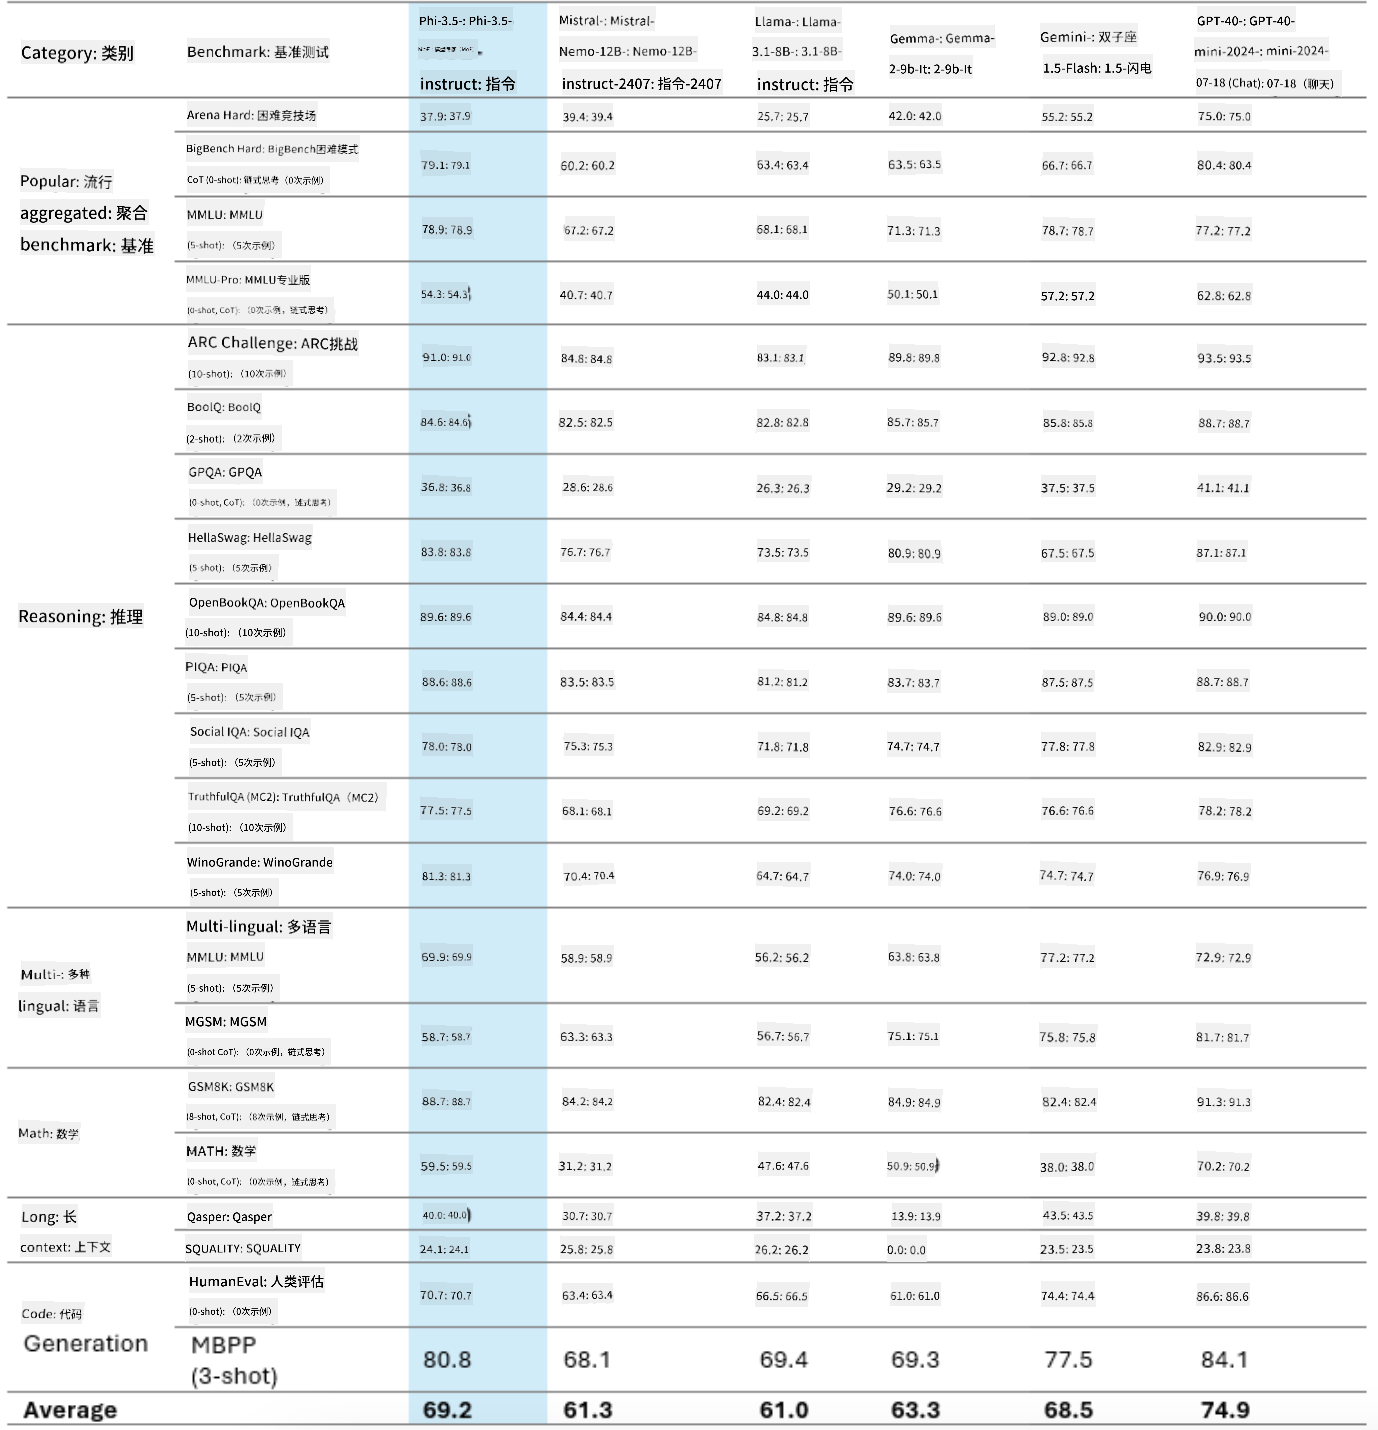 Category: 类别
Benchmark: 基准测试
Phi-3.5-: Phi-3.5-
instruct: 指令
Mistral-: Mistral-
Nemo-12B-: Nemo-12B-
instruct-2407: 指令-2407
Llama-: Llama-
3.1-8B-: 3.1-8B-
instruct: 指令
Gemma-: Gemma-
2-9b-It: 2-9b-It
Gemini-: 双子座
1.5-Flash: 1.5-闪电
GPT-4O-: GPT-4O-
mini-2024-: mini-2024-
07-18 (Chat): 07-18（聊天）
Popular: 流行
aggregated: 聚合
benchmark: 基准
Arena Hard: 困难竞技场
37.9: 37.9
39.4: 39.4
25.7: 25.7
42.0: 42.0
55.2: 55.2
75.0: 75.0
BigBench Hard: BigBench困难模式
CoT (0-shot): 链式思考（0次示例）
79.1: 79.1
60.2: 60.2
63.4: 63.4
63.5: 63.5
66.7: 66.7
80.4: 80.4
MMLU: MMLU
(5-shot): （5次示例）
78.9: 78.9
67.2: 67.2
68.1: 68.1
71.3: 71.3
78.7: 78.7
77.2: 77.2
MMLU-Pro: MMLU专业版
(0-shot, CoT): （0次示例，链式思考）
54.3: 54.3
40.7: 40.7
44.0: 44.0
50.1: 50.1
57.2: 57.2
62.8: 62.8
Reasoning: 推理
ARC Challenge: ARC挑战
(10-shot): （10次示例）
91.0: 91.0
84.8: 84.8
83.1: 83.1
89.8: 89.8
92.8: 92.8
93.5: 93.5
BoolQ: BoolQ
(2-shot): （2次示例）
84.6: 84.6
82.5: 82.5
82.8: 82.8
85.7: 85.7
85.8: 85.8
88.7: 88.7
GPQA: GPQA
(0-shot, CoT): （0次示例，链式思考）
36.8: 36.8
28.6: 28.6
26.3: 26.3
29.2: 29.2
37.5: 37.5
41.1: 41.1
HellaSwag: HellaSwag
(5-shot): （5次示例）
83.8: 83.8
76.7: 76.7
73.5: 73.5
80.9: 80.9
67.5: 67.5
87.1: 87.1
OpenBookQA: OpenBookQA
(10-shot): （10次示例）
89.6: 89.6
84.4: 84.4
84.8: 84.8
89.6: 89.6
89.0: 89.0
90.0: 90.0
PIQA: PIQA
(5-shot): （5次示例）
88.6: 88.6
83.5: 83.5
81.2: 81.2
83.7: 83.7
87.5: 87.5
88.7: 88.7
Social IQA: Social IQA
(5-shot): （5次示例）
78.0: 78.0
75.3: 75.3
71.8: 71.8
74.7: 74.7
77.8: 77.8
82.9: 82.9
TruthfulQA (MC2): TruthfulQA（MC2）
(10-shot): （10次示例）
77.5: 77.5
68.1: 68.1
69.2: 69.2
76.6: 76.6
76.6: 76.6
78.2: 78.2
WinoGrande: WinoGrande
(5-shot): （5次示例）
81.3: 81.3
70.4: 70.4
64.7: 64.7
74.0: 74.0
74.7: 74.7
76.9: 76.9
Multi-: 多种
lingual: 语言
Multi-lingual: 多语言
MMLU: MMLU
(5-shot): （5次示例）
69.9: 69.9
58.9: 58.9
56.2: 56.2
63.8: 63.8
77.2: 77.2
72.9: 72.9
MGSM: MGSM
(0-shot CoT): （0次示例，链式思考）
58.7: 58.7
63.3: 63.3
56.7: 56.7
75.1: 75.1
75.8: 75.8
81.7: 81.7
Math: 数学
GSM8K: GSM8K
(8-shot, CoT): （8次示例，链式思考）
88.7: 88.7
84.2: 84.2
82.4: 82.4
84.9: 84.9
82.4: 82.4
91.3: 91.3
MATH: 数学
(0-shot, CoT): （0次示例，链式思考）
59.5: 59.5
31.2: 31.2
47.6: 47.6
50.9: 50.9
38.0: 38.0
70.2: 70.2
Long: 长
context: 上下文
Qasper: Qasper
40.0: 40.0
30.7: 30.7
37.2: 37.2
13.9: 13.9
43.5: 43.5
39.8: 39.8
SQUALITY: SQUALITY
24.1: 24.1
25.8: 25.8
26.2: 26.2
0.0: 0.0
23.5: 23.5
23.8: 23.8
Code: 代码
Generation
HumanEval: 人类评估
(0-shot): （0次示例）
70.7: 70.7
63.4: 63.4
66.5: 66.5
61.0: 61.0
74.4: 74.4
86.6: 86.6
MBPP
(3-shot)
80.8
68.1
69.4
69.3
77.5
84.1
Average
69.2
61.3
61.0
63.3
68.5
74.9